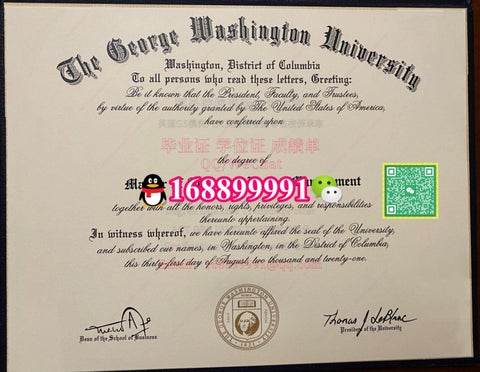 The George Washington University
Washington, District of Columbia
To all persons who read these letters, Greeting:
Be it known that the President, Faculty, and Trustees,
by virtue of the authority granted by The United States of America,
have conferred upon
毕业证 学位证 成绩单
QQ/Wechat
the degree of
168899991
together with all the honors, rights, privileges, and responsibilities
thereunto appertaining.
In witness whereof, we have hereunto affixed the seal of the University,
and subscribed our names, in Washington, in the District of Columbia,
this thirty-first day of August, two thousand and twenty-one.
Dean of the School of Business
Thomas J LeBlanc
President of the University